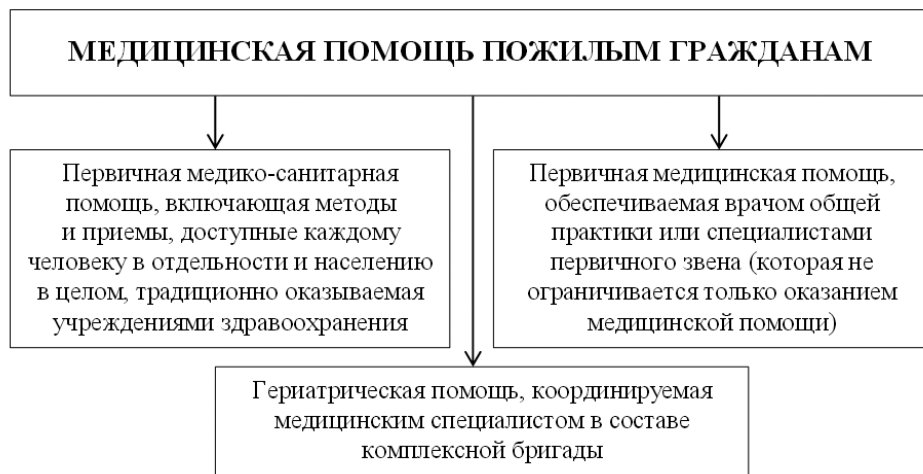 МЕДИЦИНСКАЯ ПОМОЩЬ ПОЖИЛЫМ ГРАЖДАНАМ
Первичная медико-санитарная
помощь, включающая методы
и приемы, доступные каждому
человеку в отдельности и населению
в целом, традиционно оказываемая
учреждениями здравоохранения
Первичная медицинская помощь,
обеспечиваемая врачом общей
практики или специалистами
первичного звена (которая не
ограничивается только оказанием
медицинской помощи)
Гериатрическая помощь, координируемая
медицинским специалистом в составе
комплексной бригады